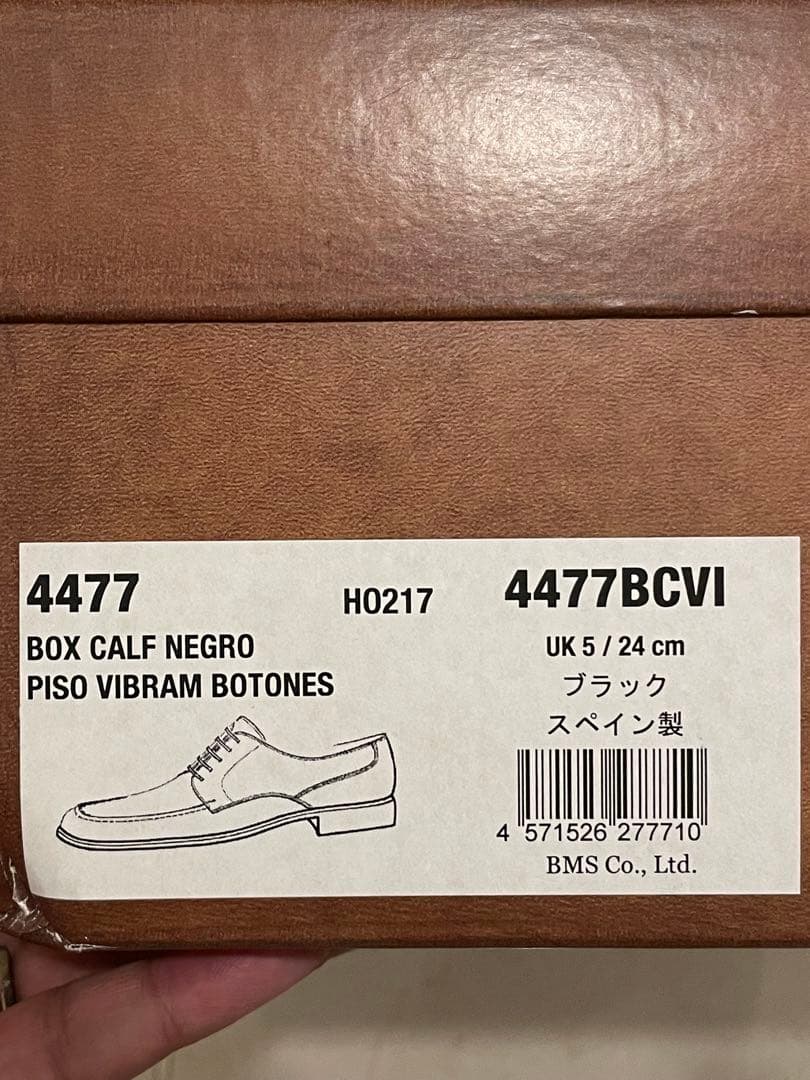 4477
BOX CALF NEGRO
PISO VIBRAM BOTONES
HO217
4477BCVI
UK 5 / 24 cm
ブラック
スペイン製
4 571526 277710
BMS Co., Ltd.